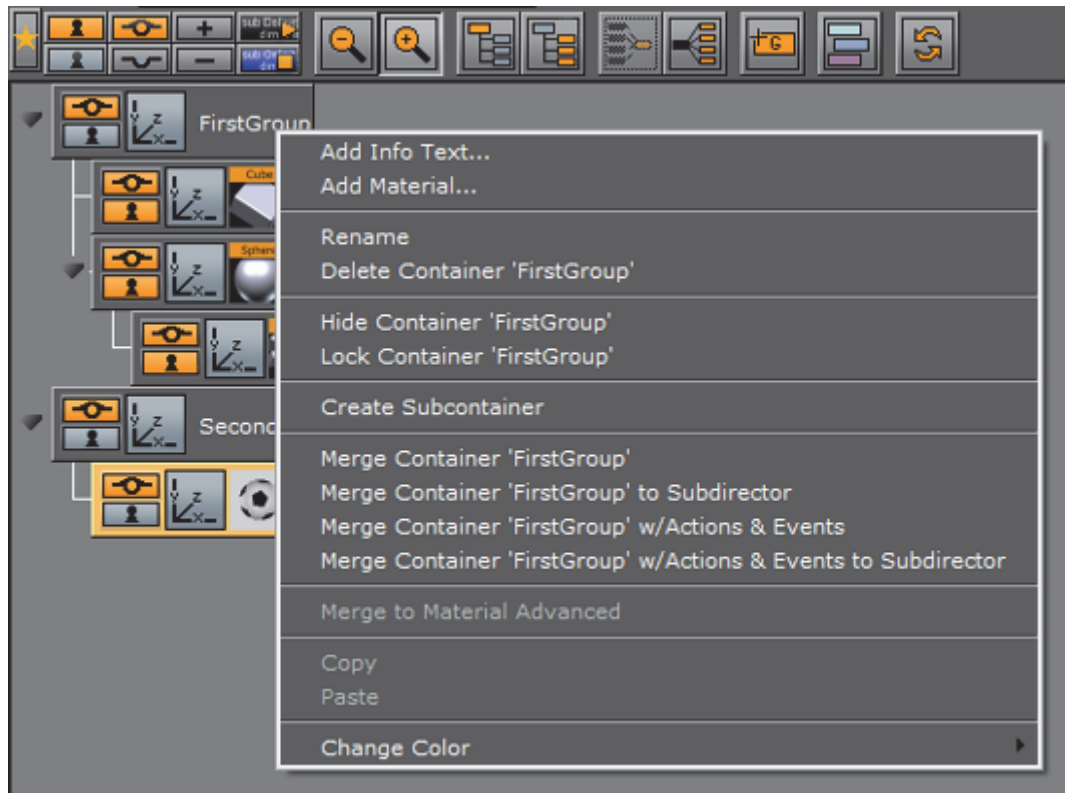 sub Default
G
FirstGroup
Add Info Text...
Add Material...
Cube
Rename
Delete Container 'FirstGroup'
Hide Container 'FirstGroup'
Lock Container 'FirstGroup'
Create Subcontainer
Second
Merge Container 'FirstGroup'
Merge Container 'FirstGroup' to Subdirector
Merge Container 'FirstGroup' w/Actions & Events
Merge Container 'FirstGroup' w/Actions & Events to Subdirector
Merge to Material Advanced
Copy
Paste
Change Color